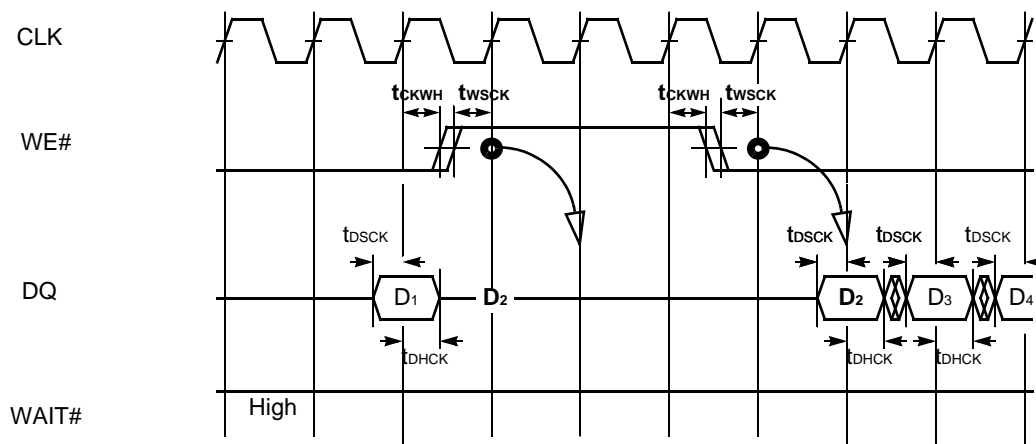 CLK
tCKWH tWSCK tCKWH tWSCK
WE#
tDSCK tDSCK tDSCK tDSCK
DQ D1 D2 D2 D3 D4
tDHCK tDHCK tDHCK
High
WAIT#